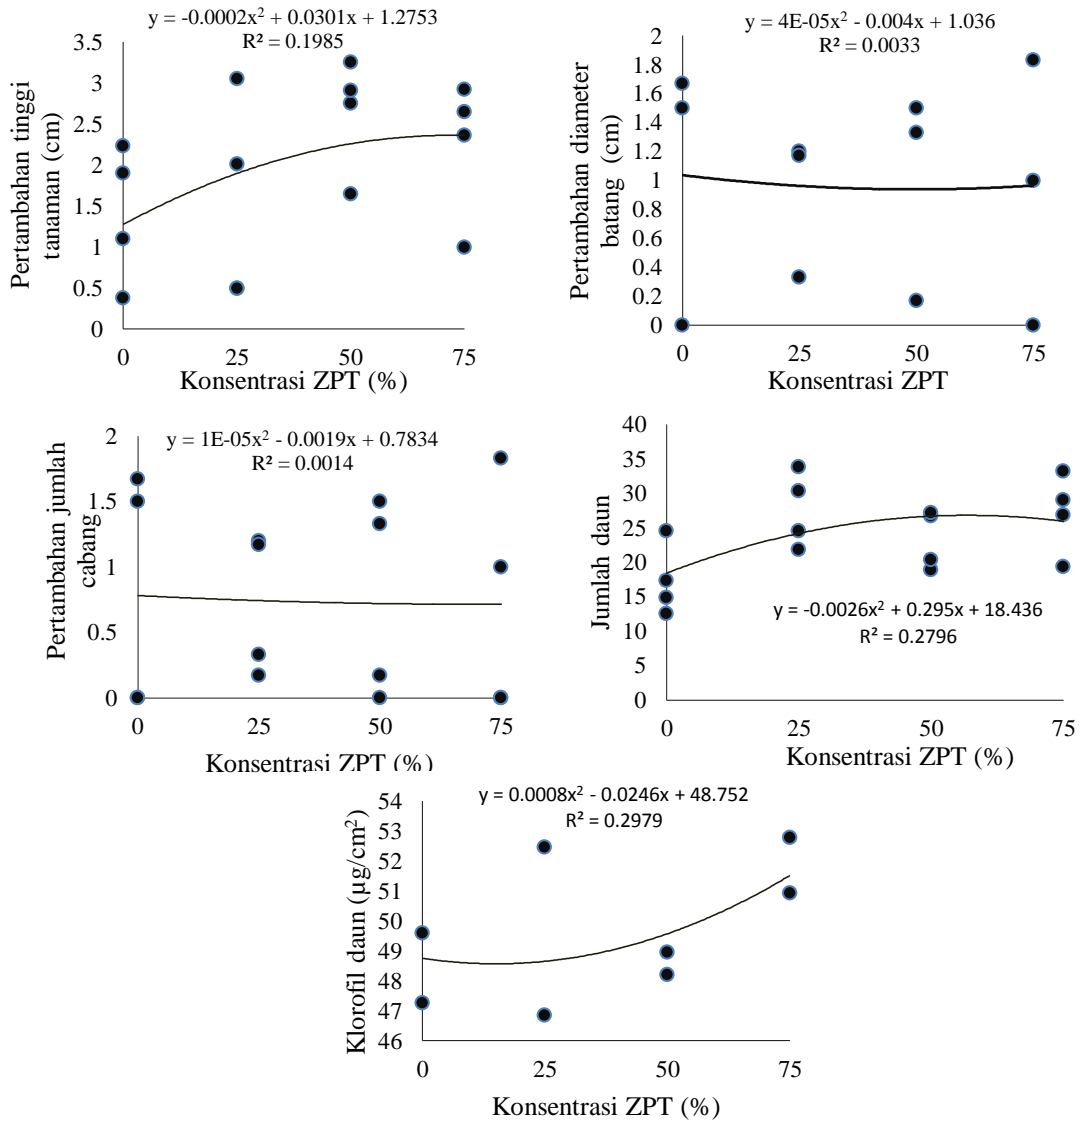 y = -0.0002x² + 0.0301x + 1.2753
R² = 0.1985
3.5
3
2.5
2
1.5
1
0.5
0
0 25 50 75
Pertambahan tinggi
tanaman (cm)
Konsentrasi ZPT (%)
y = 4E-05x² - 0.004x + 1.036
R² = 0.0033
2
1.8
1.6
1.4
1.2
1
0.8
0.6
0.4
0.2
0
0 25 50 75
Pertambahan diameter
batang (cm)
Konsentrasi ZPT
y = 1E-05x² - 0.0019x + 0.7834
R² = 0.0014
2
1.5
1
0.5
0
0 25 50 75
Pertambahan jumlah
cabang
Konsentrasi ZPT (%)
40
35
30
25
20
15
10
5
0
0 25 50 75
Jumlah daun
y = -0.0026x² + 0.295x + 18.436
R² = 0.2796
Konsentrasi ZPT (%)
y = 0.0008x² - 0.0246x + 48.752
R² = 0.2979
54
53
52
51
50
49
48
47
46
0 25 50 75
Klorofil daun (µg/cm²)
Konsentrasi ZPT (%)